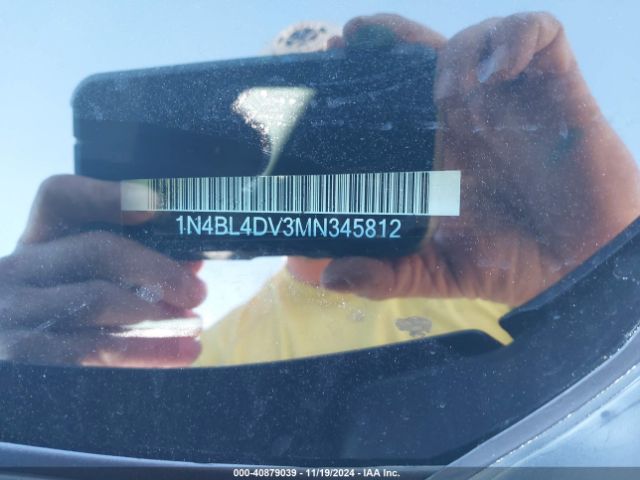 1N4BL4DV3MN345812
000-40879039 - 11/19/2024 - IAA Inc.